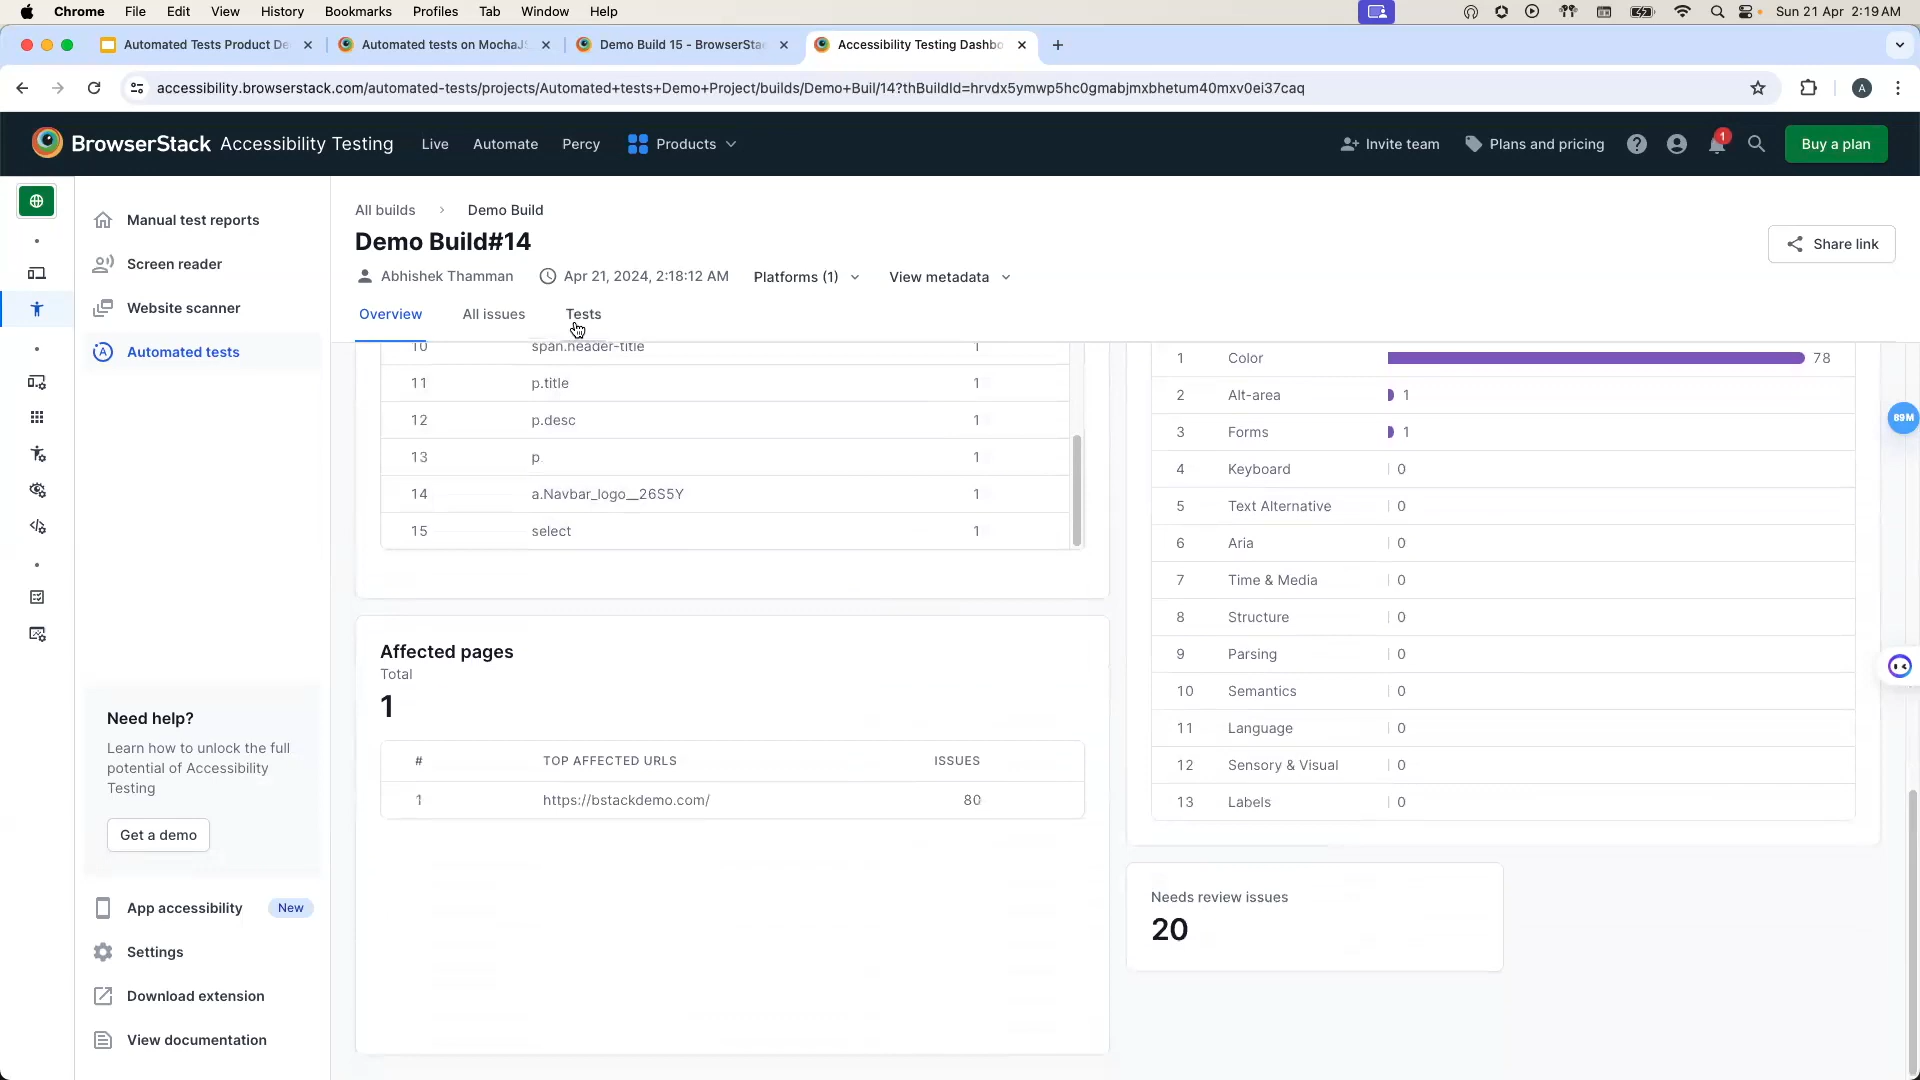 Chrome File Edit View History Bookmarks Profiles Tab Window Help Sun 21 Apr 2:19 AM
Automated Tests Product De
Automated tests on MochaJS
Demo Build 15 - BrowserStac
Accessibility Testing Dashbo
accessibility.browserstack.com/automated-tests/projects/Automated+tests+Demo+Project/builds/Demo+Buil/14?thBuildId=hrvdx5ymwp5hc0gmabjmxbhetum40mxv0ei37caq
A
BrowserStack Accessibility Testing Live Automate Percy Products Invite team Plans and pricing 1 Buy a plan
Manual test reports
Screen reader
Website scanner
Automated tests
Need help?
Learn how to unlock the full
potential of Accessibility
Testing
Get a demo
App accessibility New
Settings
Download extension
View documentation
All builds Demo Build
Demo Build#14
Abhishek Thamman Apr 21, 2024, 2:18:12 AM Platforms (1) View metadata
Share link
Overview All issues Tests
10 span.header-title 1
11 p.title 1
12 p.desc 1
13 p 1
14 a.Navbar_logo__26S5Y 1
15 select 1
Affected pages
Total
1
# TOP AFFECTED URLS ISSUES
1 https://bstackdemo.com/ 80
1 Color 78
2 Alt-area 1
3 Forms 1
4 Keyboard 0
5 Text Alternative 0
6 Aria 0
7 Time & Media 0
8 Structure 0
9 Parsing 0
10 Semantics 0
11 Language 0
12 Sensory & Visual 0
13 Labels 0
Needs review issues
20
89M